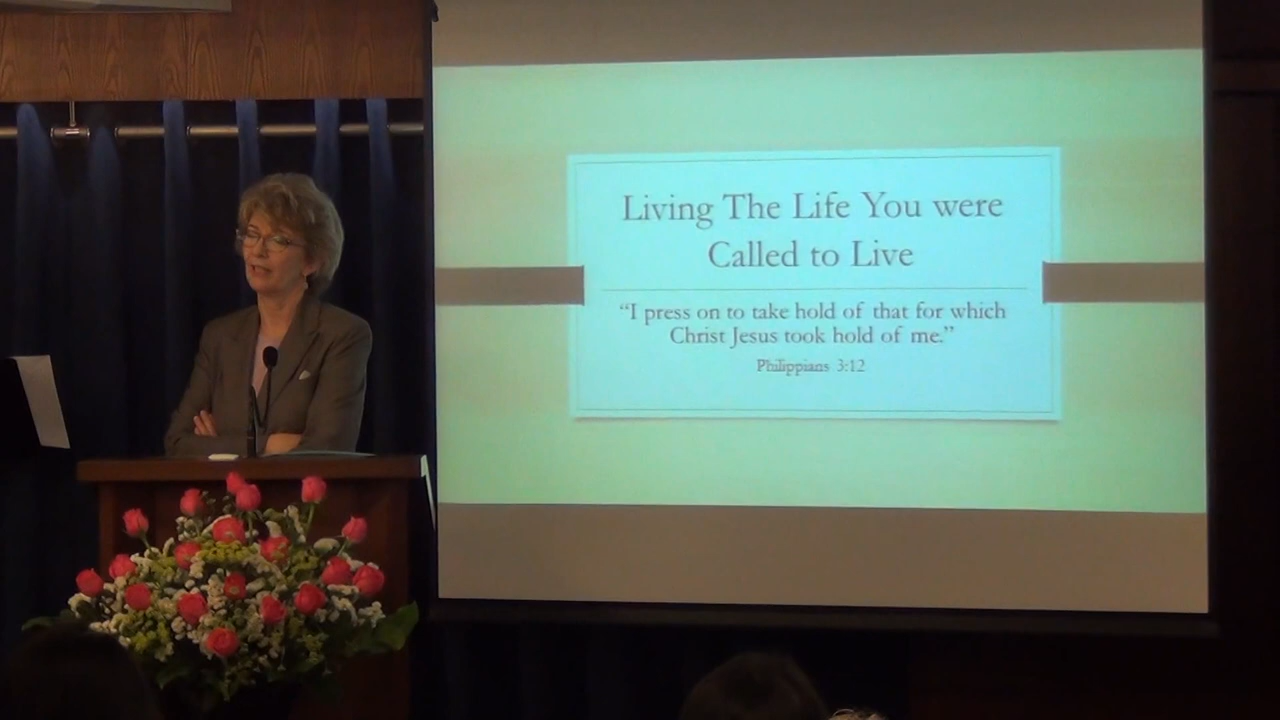 Living The Life You were
Called to Live
“I press on to take hold of that for which
Christ Jesus took hold of me.”
Philippians 3:12